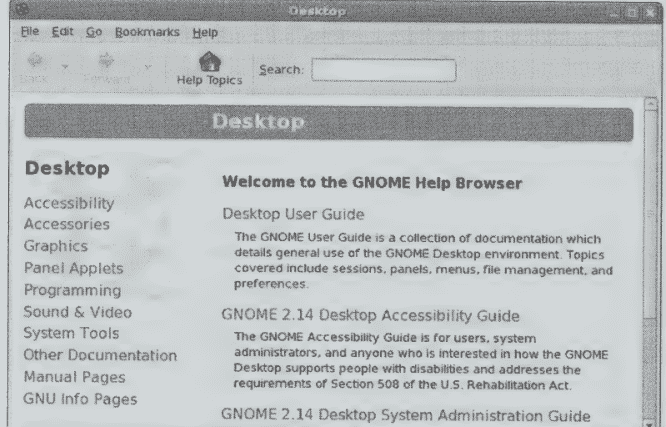 Desktop
File Edit Go Bookmarks Help
Back Forward Help Topics Search:
Desktop
Desktop
Accessibility
Accessories
Graphics
Panel Applets
Programming
Sound & Video
System Tools
Other Documentation
Manual Pages
GNU Info Pages
Welcome to the GNOME Help Browser
Desktop User Guide
The GNOME User Guide is a collection of documentation which
details general use of the GNOME Desktop environment. Topics
covered include sessions, panels, menus, file management, and
preferences.
GNOME 2.14 Desktop Accessibility Guide
The GNOME Accessibility Guide is for users, system
administrators, and anyone who is interested in how the GNOME
Desktop supports people with disabilities and addresses the
requirements of Section 508 of the U.S. Rehabilitation Act.
GNOME 2.14 Desktop System Administration Guide